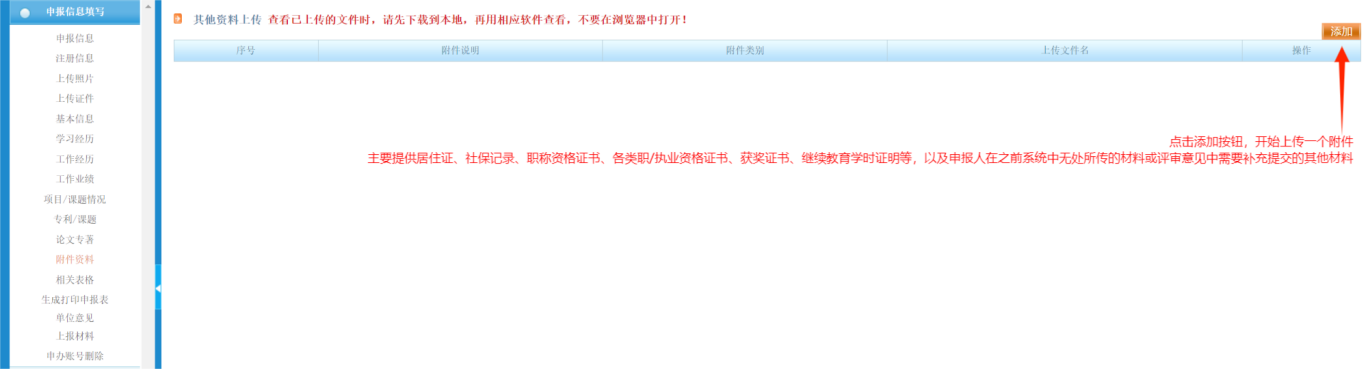 申报信息填写
申报信息
注册信息
上传照片
上传证件
基本信息
学习经历
工作经历
工作业绩
项目/课题情况
专利/课题
论文专著
附件资料
相关表格
生成打印申报表
单位意见
上报材料
申办账号删除
其他资料上传 查看已上传的文件时，请先下载到本地，再用相应软件查看，不要在浏览器中打开！
添加
序号 附件说明 附件类别 上传文件名 操作
点击添加按钮，开始上传一个附件
主要提供居住证、社保记录、职称资格证书、各类职/执业资格证书、获奖证书、继续教育学时证明等，以及申报人在之前系统中无处所传的材料或评审意见中需要补充提交的其他材料